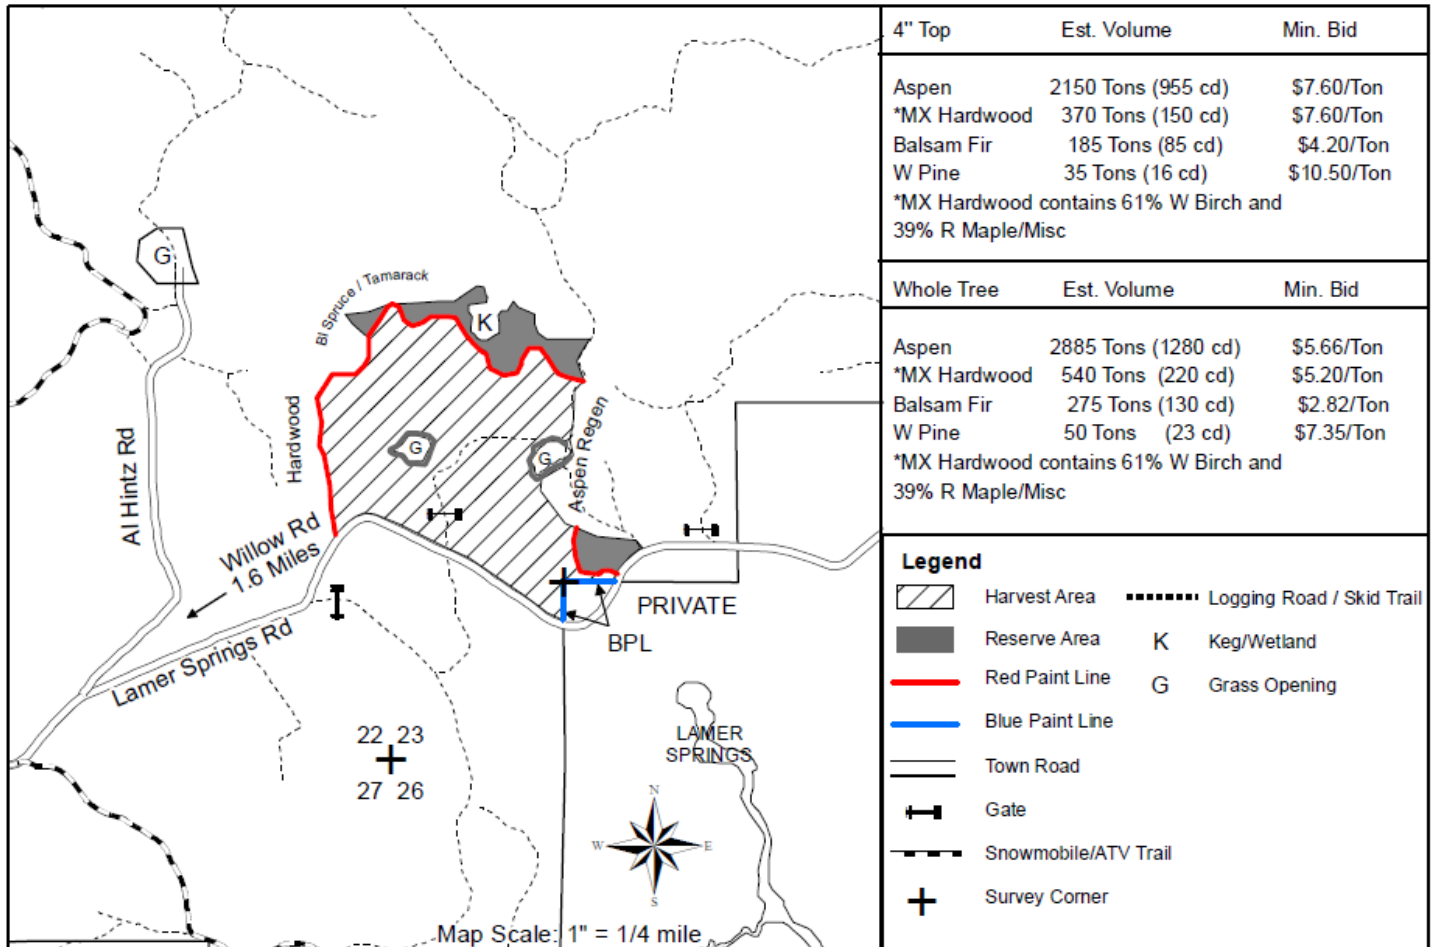 4" Top Est. Volume Min. Bid
Aspen 2150 Tons (955 cd) $7.60/Ton
*MX Hardwood 370 Tons (150 cd) $7.60/Ton
Balsam Fir 185 Tons (85 cd) $4.20/Ton
W Pine 35 Tons (16 cd) $10.50/Ton
*MX Hardwood contains 61% W Birch and
39% R Maple/Misc
Whole Tree Est. Volume Min. Bid
Aspen 2885 Tons (1280 cd) $5.66/Ton
*MX Hardwood 540 Tons (220 cd) $5.20/Ton
Balsam Fir 275 Tons (130 cd) $2.82/Ton
W Pine 50 Tons (23 cd) $7.35/Ton
*MX Hardwood contains 61% W Birch and
39% R Maple/Misc
Legend
Harvest Area
Logging Road / Skid Trail
Reserve Area
K Keg/Wetland
Red Paint Line
G Grass Opening
Blue Paint Line
Town Road
Gate
Snowmobile/ATV Trail
Survey Corner
G
Bl Spruce / Tamarack
K
Hardwood
G
G
Aspen Regen
Al Hintz Rd
Willow Rd
1.6 Miles
Lamer Springs Rd
PRIVATE
BPL
22 23
27 26
LAMER
SPRINGS
N
W E
S
Map Scale: 1" = 1/4 mile